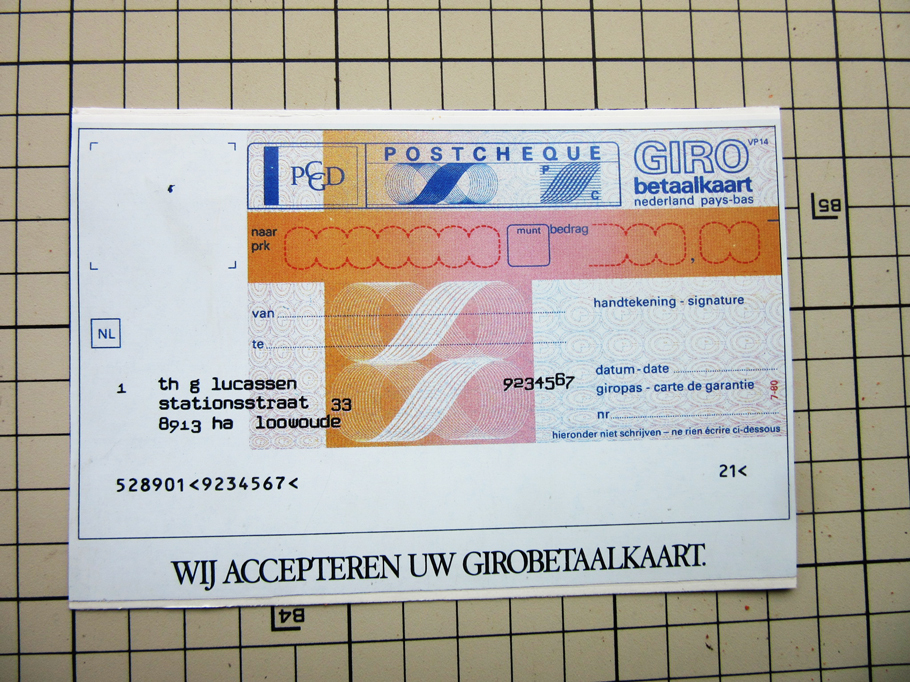 PCGD
POSTCHEQUE
P
C
GIRO
VP14
betaalkaart
nederland pays-bas
naar
prk
munt
bedrag
,
van
te
handtekening - signature
NL
datum - date
giropas - carte de garantie
7-80
nr
1
th g lucassen
9234567
stationsstraat 33
8913 ha loowoude
hieronder niet schrijven – ne rien écrire ci-dessous
528901<9234567<
21<
WIJ ACCEPTEREN UW GIROBETAALKAART.
B5
B4